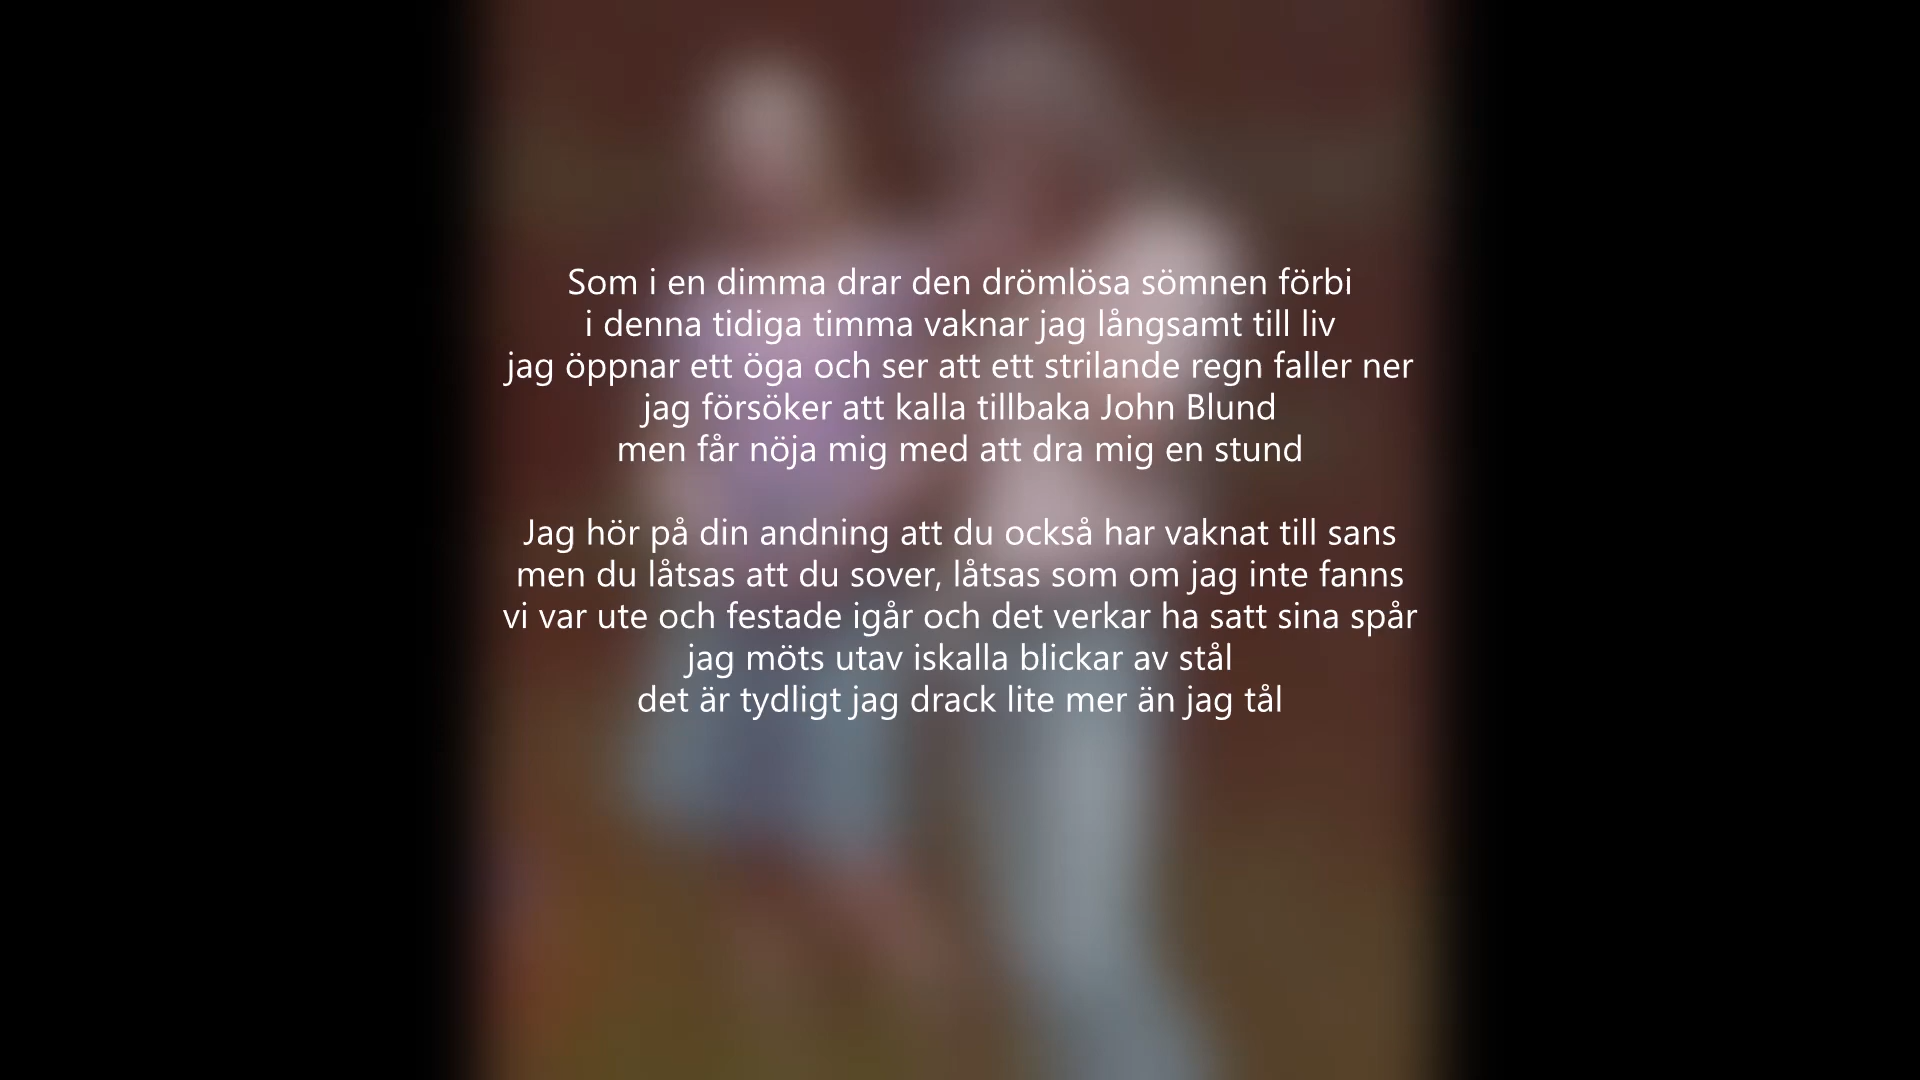 Som i en dimma drar den drömlösa sömnen förbi
i denna tidiga timma vaknar jag långsamt till liv
jag öppnar ett öga och ser att ett strilande regn faller ner
jag försöker att kalla tillbaka John Blund
men får nöja mig med att dra mig en stund
Jag hör på din andning att du också har vaknat till sans
men du låtsas att du sover, låtsas som om jag inte fanns
vi var ute och festade igår och det verkar ha satt sina spår
jag möts utav iskalla blickar av stål
det är tydligt jag drack lite mer än jag tål